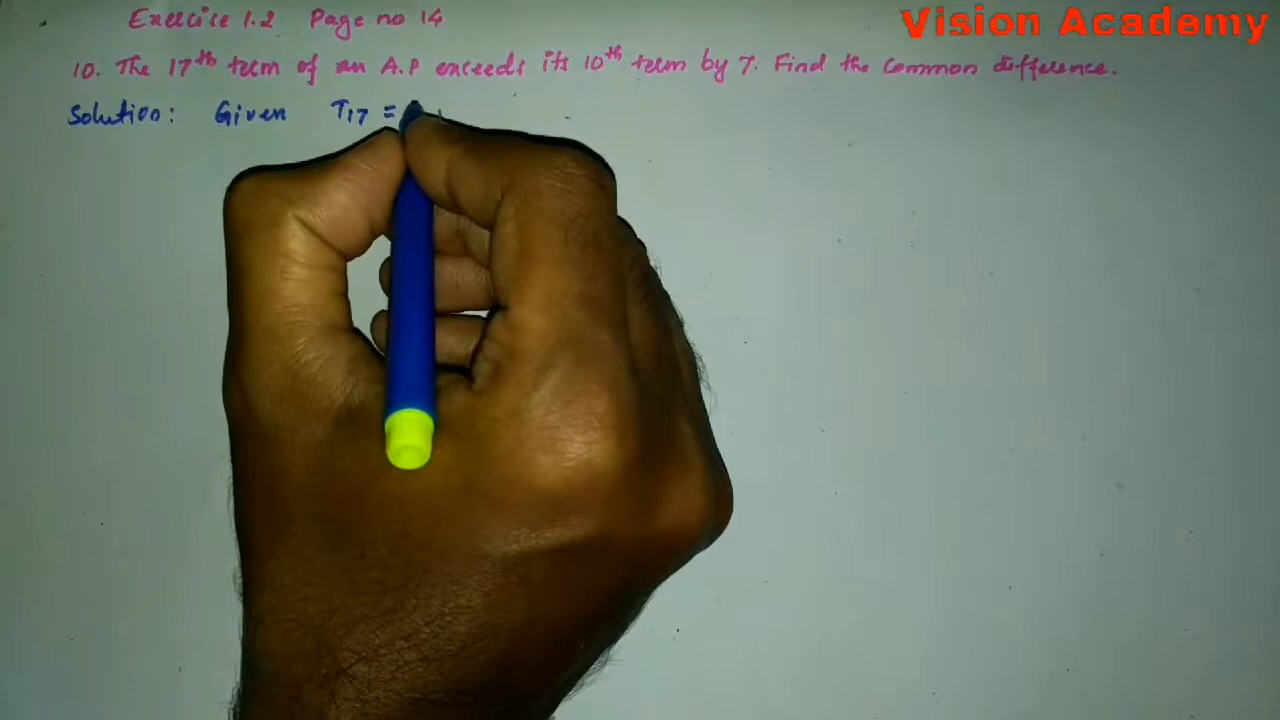 Exercise 1.2 Page no 14
Vision Academy
10. The 17th term of an A.P exceeds its 10th term by 7. Find the common difference.
Solution: Given T17 =